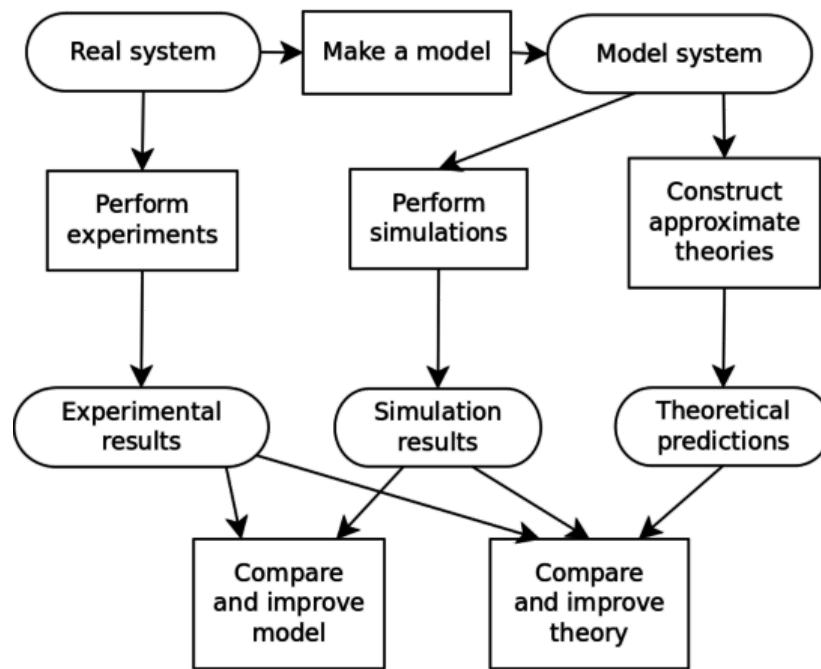 Real system
Make a model
Model system
Perform
experiments
Perform
simulations
Construct
approximate
theories
Experimental
results
Simulation
results
Theoretical
predictions
Compare
and improve
model
Compare
and improve
theory